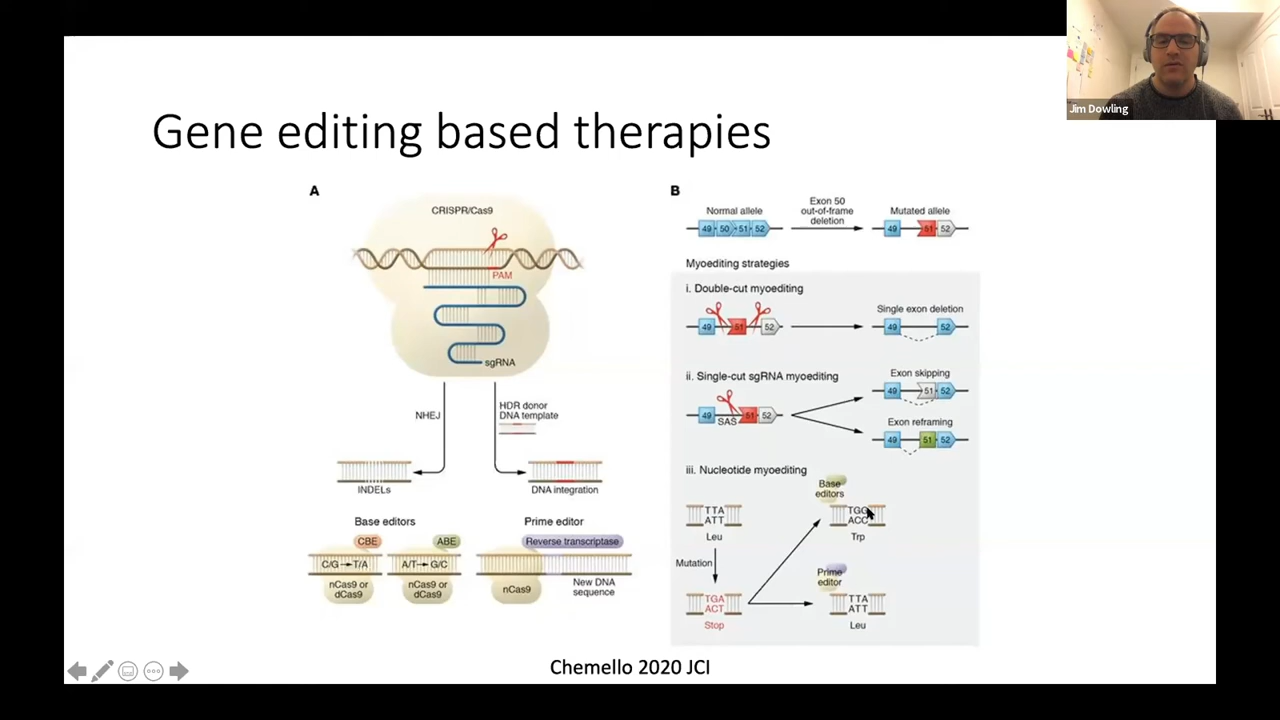 Jim Dowling
Gene editing based therapies
A
CRISPR/Cas9
PAM
sgRNA
NHEJ
HDR donor
DNA template
INDELs
DNA integration
Base editors
CBE
ABE
C/G→T/A
A/T→G/C
nCas9 or
dCas9
nCas9 or
dCas9
Prime editor
Reverse transcriptase
nCas9
New DNA
sequence
B
Normal allele
Exon 50
out-of-frame
deletion
Mutated allele
49 50 51 52
49 51 52
Myoediting strategies
i. Double-cut myoediting
Single exon deletion
49 51 52
49 52
ii. Single-cut sgRNA myoediting
Exon skipping
49 51 52
49 SAS 51 52
Exon reframing
49 51 52
iii. Nucleotide myoediting
Base
editors
TTA
ATT
Leu
TGG
ACC
Trp
Mutation
Prime
editor
TGA
ACT
Stop
TTA
ATT
Leu
Chemello 2020 JCI